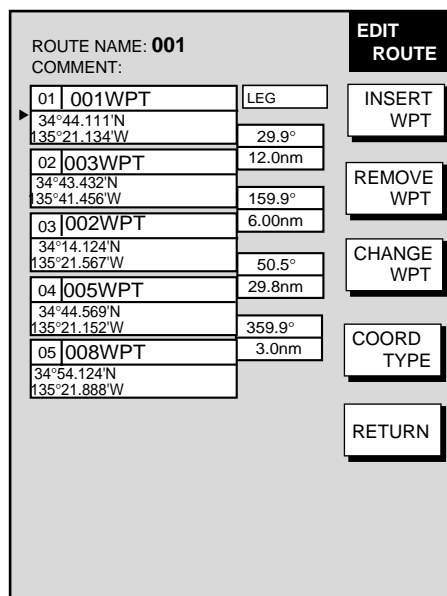 ROUTE NAME: 001
COMMENT:
EDIT
ROUTE
01 001WPT
34°44.111'N
135°21.134'W
LEG
29.9°
12.0nm
02 003WPT
34°43.432'N
135°41.456'W
159.9°
6.00nm
03 002WPT
34°14.124'N
135°21.567'W
50.5°
29.8nm
04 005WPT
34°44.569'N
135°21.152'W
359.9°
3.0nm
05 008WPT
34°54.124'N
135°21.888'W
INSERT
WPT
REMOVE
WPT
CHANGE
WPT
COORD
TYPE
RETURN